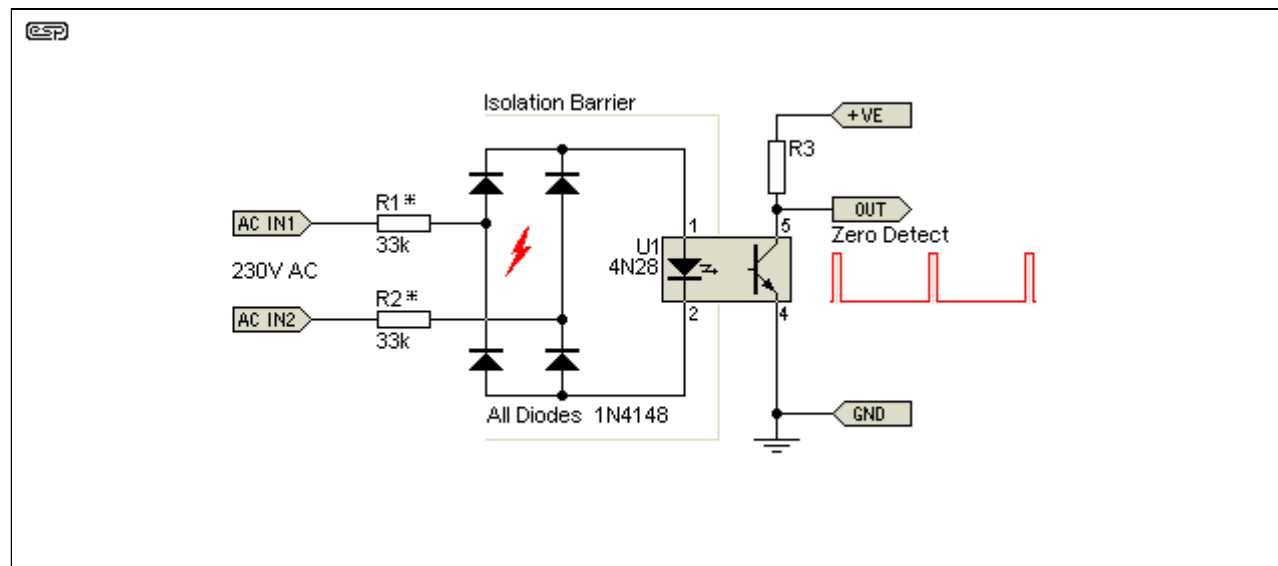 esp
Isolation Barrier
+VE
R3
R1*
AC IN1
33k
OUT
Zero Detect
1
5
U1
4N28
230V AC
R2*
AC IN2
33k
2
4
All Diodes 1N4148
GND